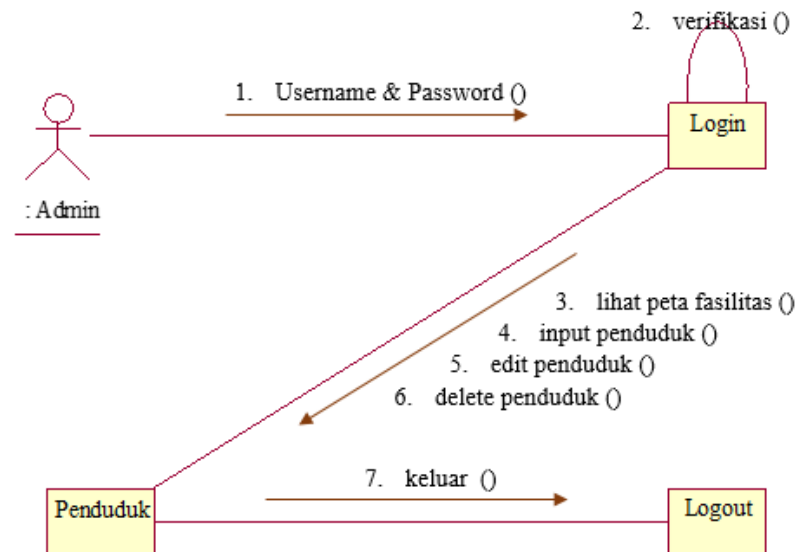 2. verifikasi ()
1. Username & Password ()
Login
: Admin
3. lihat peta fasilitas ()
4. input penduduk ()
5. edit penduduk ()
6. delete penduduk ()
7. keluar ()
Penduduk
Logout